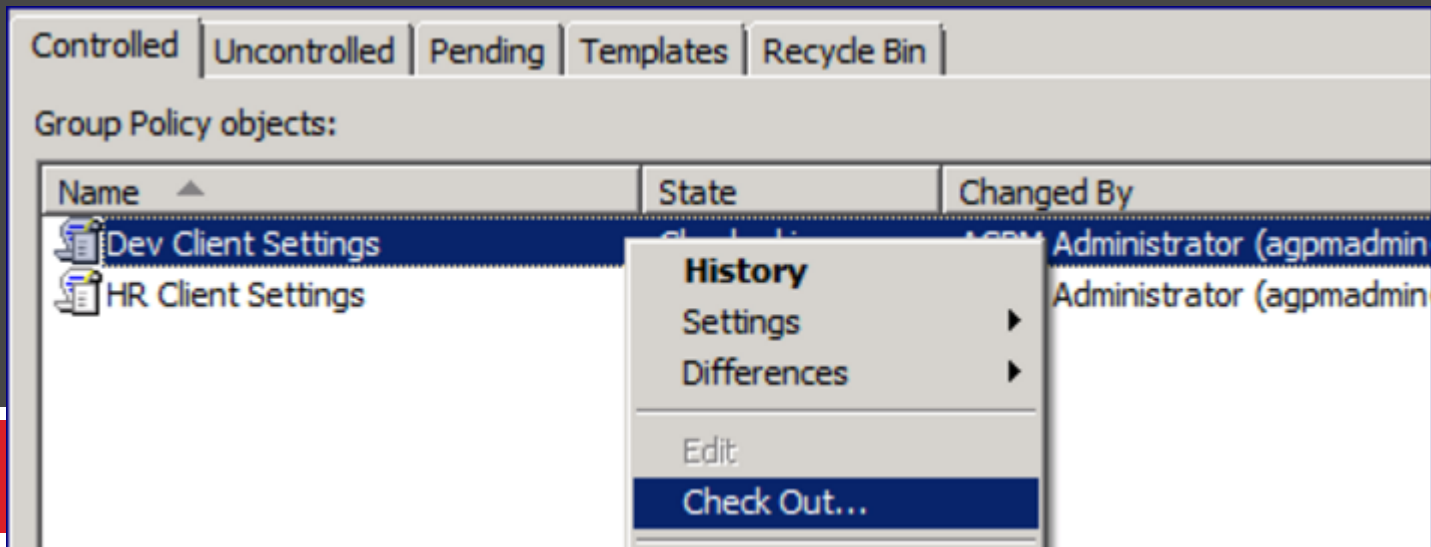 Controlled Uncontrolled Pending Templates Recycle Bin
Group Policy objects:
Name State Changed By
Dev Client Settings Administrator (agpmadmin
HR Client Settings Administrator (agpmadmin
History
Settings
Differences
Edit
Check Out...